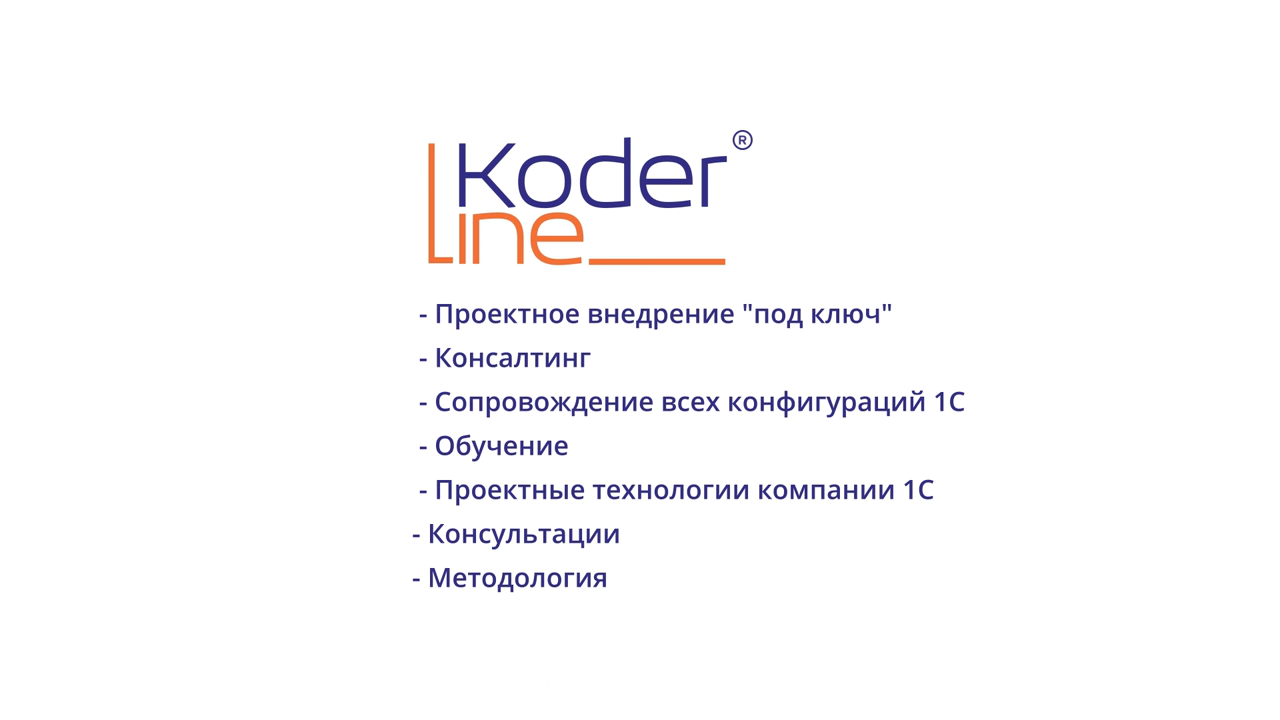 Koder®
Line
- Проектное внедрение "под ключ"
- Консалтинг
- Сопровождение всех конфигураций 1С
- Обучение
- Проектные технологии компании 1С
- Консультации
- Методология